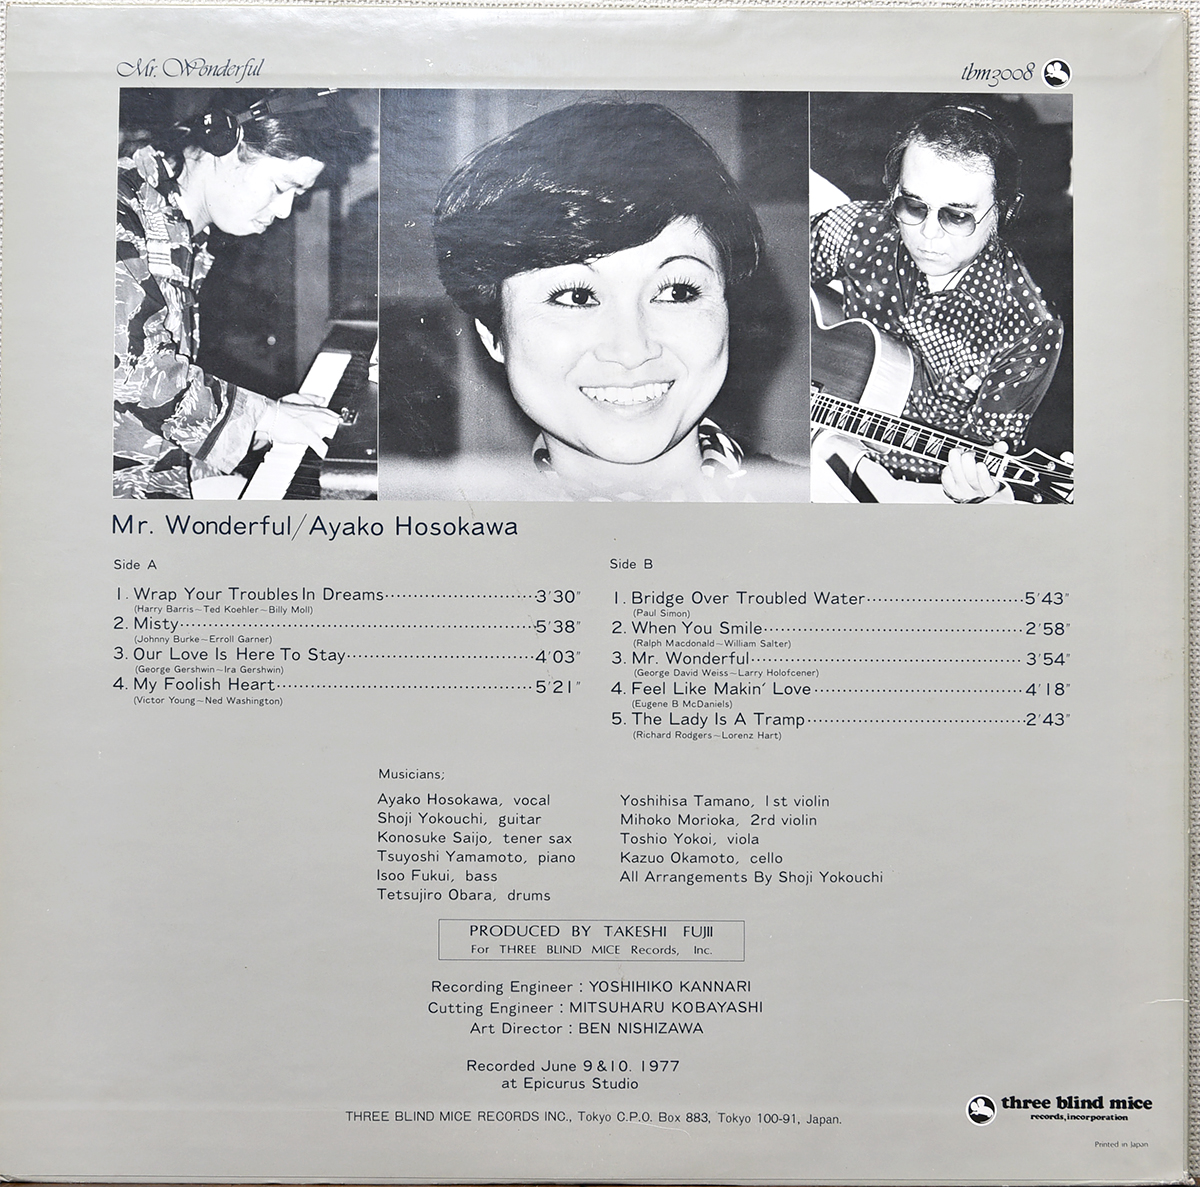 Mr. Wonderful
tbm3008
Mr. Wonderful/Ayako Hosokawa
Side A
1. Wrap Your Troubles In Dreams 3'30"
(Harry Barris~Ted Koehler~Billy Moll)
2. Misty 5'38"
(Johnny Burke~Erroll Garner)
3. Our Love Is Here To Stay 4'03"
(George Gershwin~Ira Gershwin)
4. My Foolish Heart 5'21"
(Victor Young~Ned Washington)
Side B
1. Bridge Over Troubled Water 5'43"
(Paul Simon)
2. When You Smile 2'58"
(Ralph Macdonald~William Salter)
3. Mr. Wonderful 3'54"
(George David Weiss~Larry Holofcener)
4. Feel Like Makin' Love 4'18"
(Eugene B McDaniels)
5. The Lady Is A Tramp 2'43"
(Richard Rodgers~Lorenz Hart)
Musicians;
Ayako Hosokawa, vocal
Shoji Yokouchi, guitar
Konosuke Saijo, tener sax
Tsuyoshi Yamamoto, piano
Isoo Fukui, bass
Tetsujiro Obara, drums
Yoshihisa Tamano, 1st violin
Mihoko Morioka, 2rd violin
Toshio Yokoi, viola
Kazuo Okamoto, cello
All Arrangements By Shoji Yokouchi
PRODUCED BY TAKESHI FUJII
For THREE BLIND MICE Records, Inc.
Recording Engineer : YOSHIHIKO KANNARI
Cutting Engineer : MITSUHARU KOBAYASHI
Art Director : BEN NISHIZAWA
Recorded June 9&10. 1977
at Epicurus Studio
THREE BLIND MICE RECORDS INC., Tokyo C.P.O. Box 883, Tokyo 100-91, Japan.
three blind mice
records, incorporation
Printed in Japan